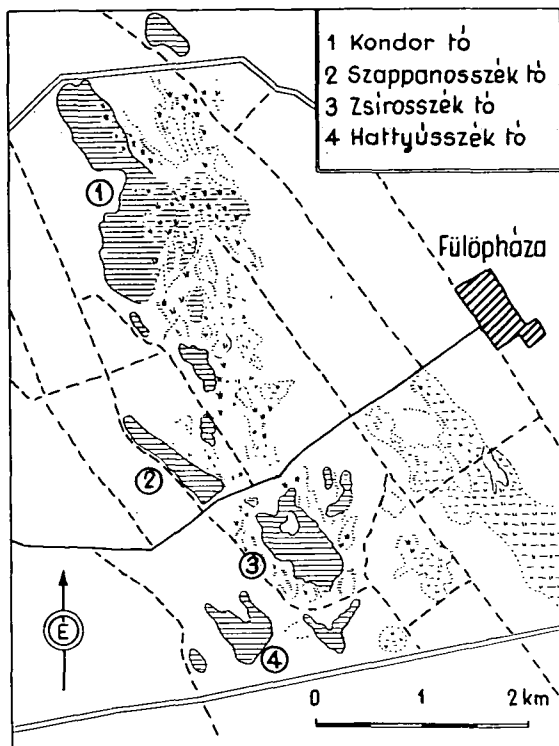 1 Kondor tó
2 Szappanosszék tó
3 Zsírosszék tó
4 Hattyússzék tó
1
Fülöpháza
2
3
4
É
0 1 2 km